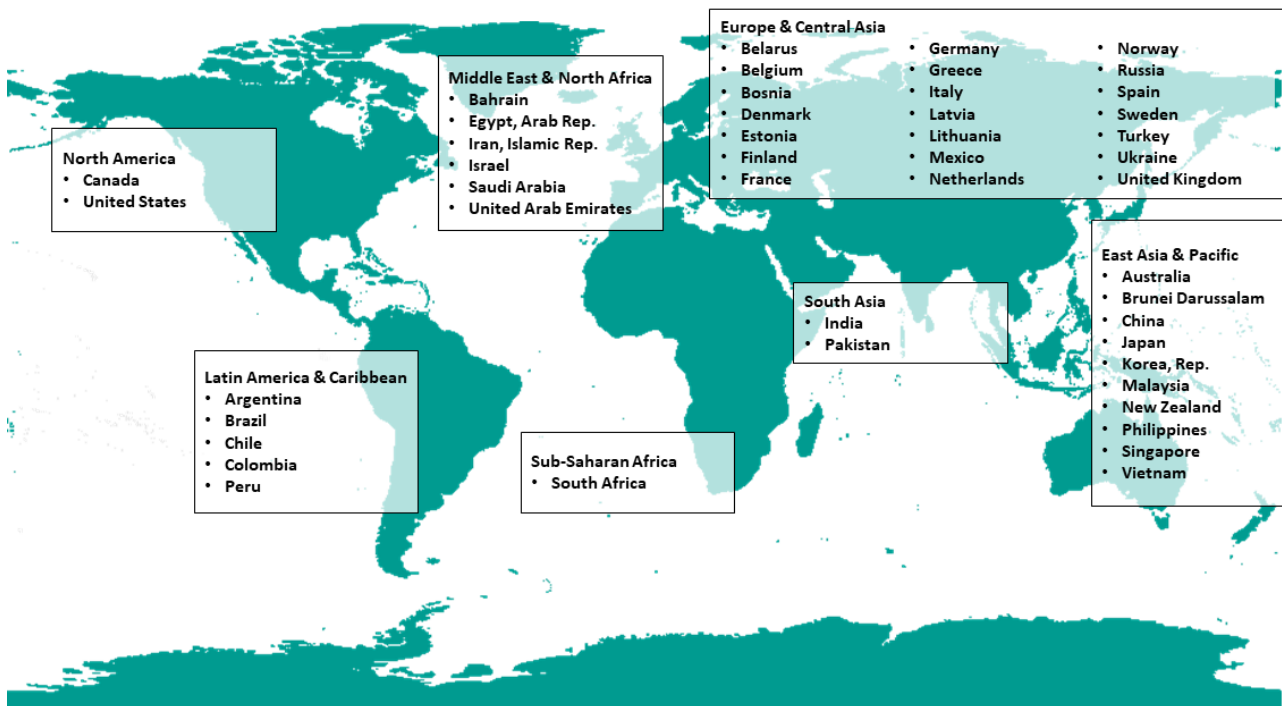 Europe & Central Asia
• Belarus
• Belgium
• Bosnia
• Denmark
• Estonia
• Finland
• France
• Germany
• Greece
• Italy
• Latvia
• Lithuania
• Mexico
• Netherlands
• Norway
• Russia
• Spain
• Sweden
• Turkey
• Ukraine
• United Kingdom
Middle East & North Africa
• Bahrain
• Egypt, Arab Rep.
• Iran, Islamic Rep.
• Israel
• Saudi Arabia
• United Arab Emirates
North America
• Canada
• United States
East Asia & Pacific
• Australia
• Brunei Darussalam
• China
• Japan
• Korea, Rep.
• Malaysia
• New Zealand
• Philippines
• Singapore
• Vietnam
South Asia
• India
• Pakistan
Latin America & Caribbean
• Argentina
• Brazil
• Chile
• Colombia
• Peru
Sub-Saharan Africa
• South Africa